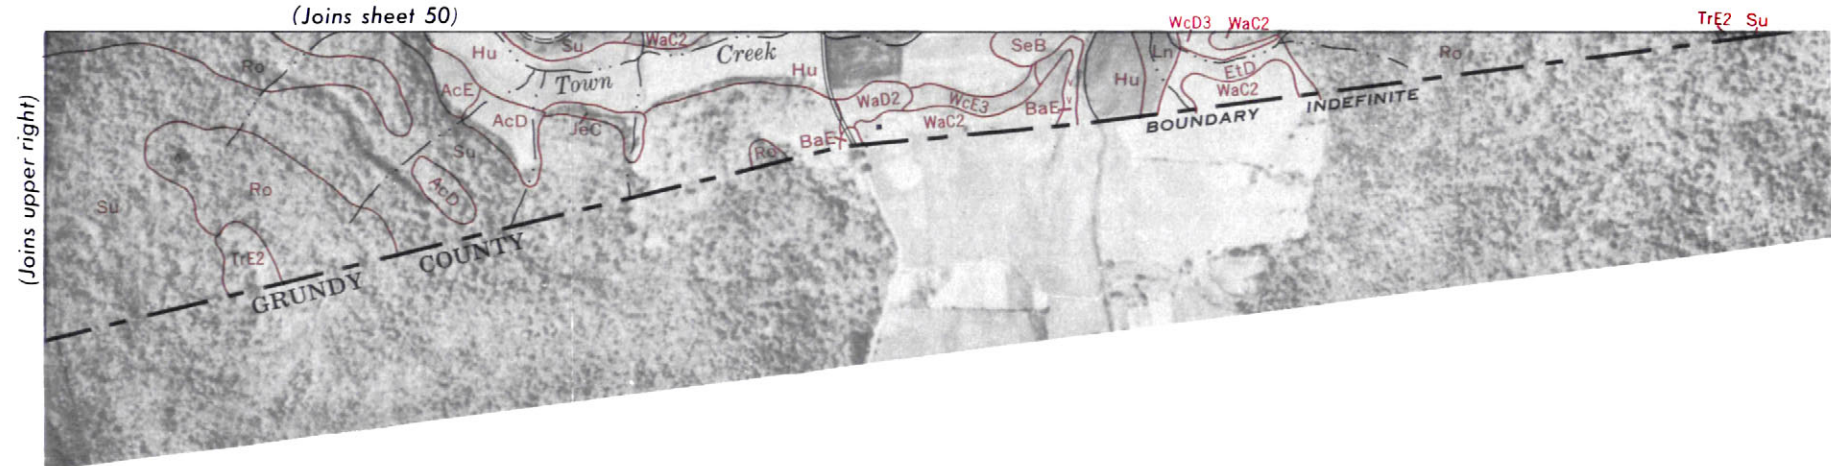 (Joins sheet 50)
WcD3 WaC2
TrE2 Su
(Joins upper right)
Hu Su WaC2 Creek SeB Ln Ro
Ro Town Hu EtD
AcE WaD2 WcE3 Hu WaC2
AcD JeC WaC2 BaE
BOUNDARY INDEFINITE
Su Ro BaE
AcD
Ro
Su
TrE2
GRUNDY COUNTY